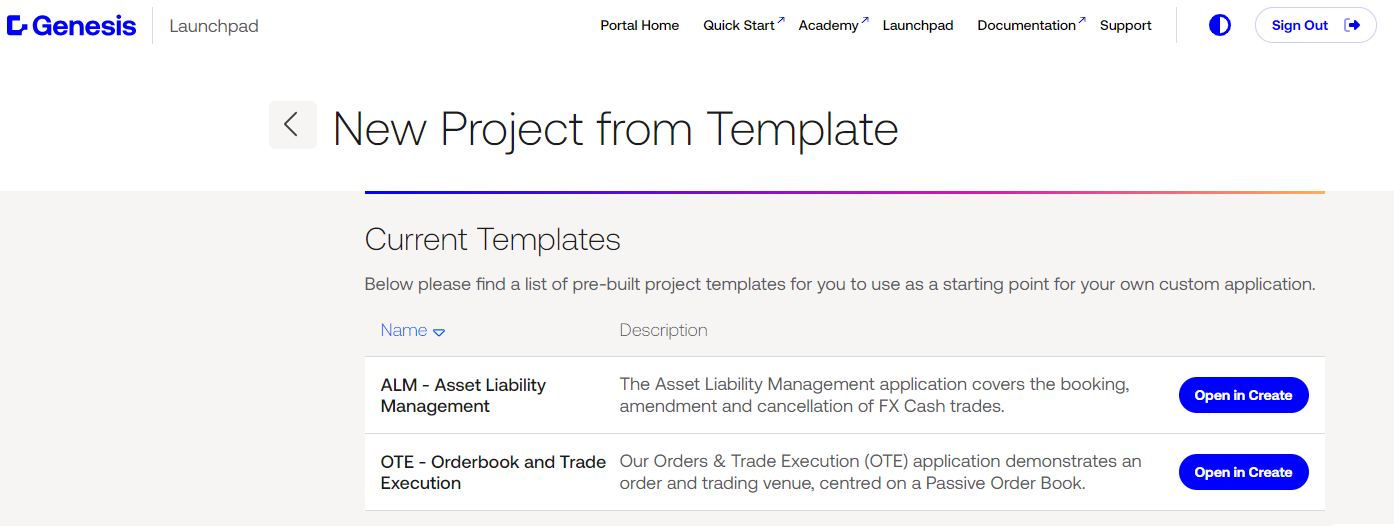 Genesis Launchpad Portal Home Quick Start Academy Launchpad Documentation Support Sign Out
New Project from Template
Current Templates
Below please find a list of pre-built project templates for you to use as a starting point for your own custom application.
Name Description
ALM - Asset Liability
Management
The Asset Liability Management application covers the booking,
amendment and cancellation of FX Cash trades.
Open in Create
OTE - Orderbook and Trade
Execution
Our Orders & Trade Execution (OTE) application demonstrates an
order and trading venue, centred on a Passive Order Book.
Open in Create